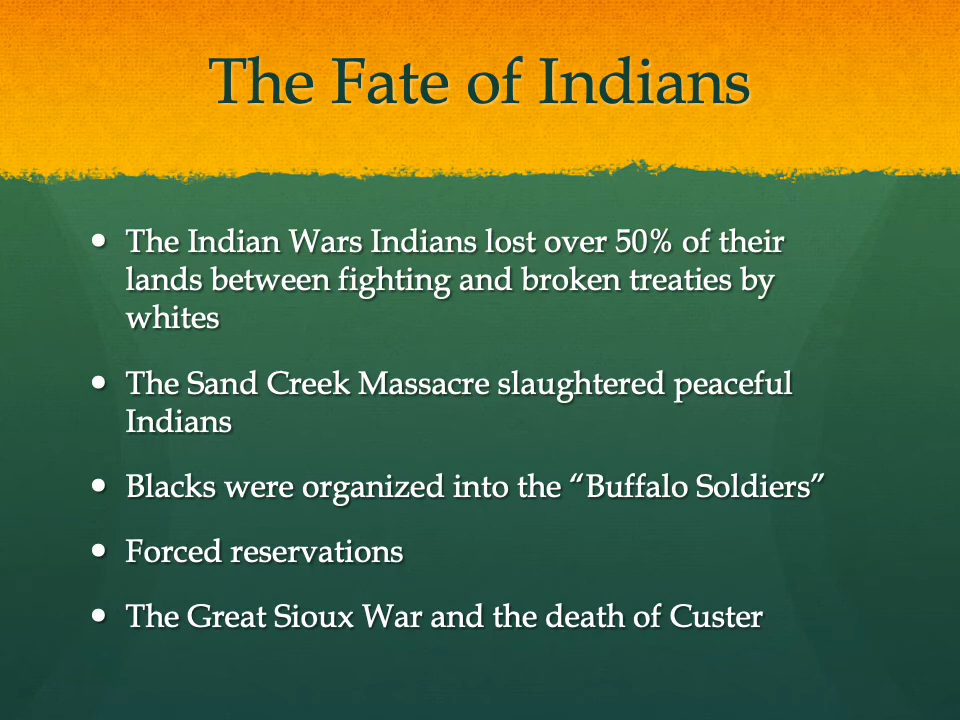 The Fate of Indians
• The Indian Wars Indians lost over 50% of their
lands between fighting and broken treaties by
whites
• The Sand Creek Massacre slaughtered peaceful
Indians
• Blacks were organized into the “Buffalo Soldiers”
• Forced reservations
• The Great Sioux War and the death of Custer